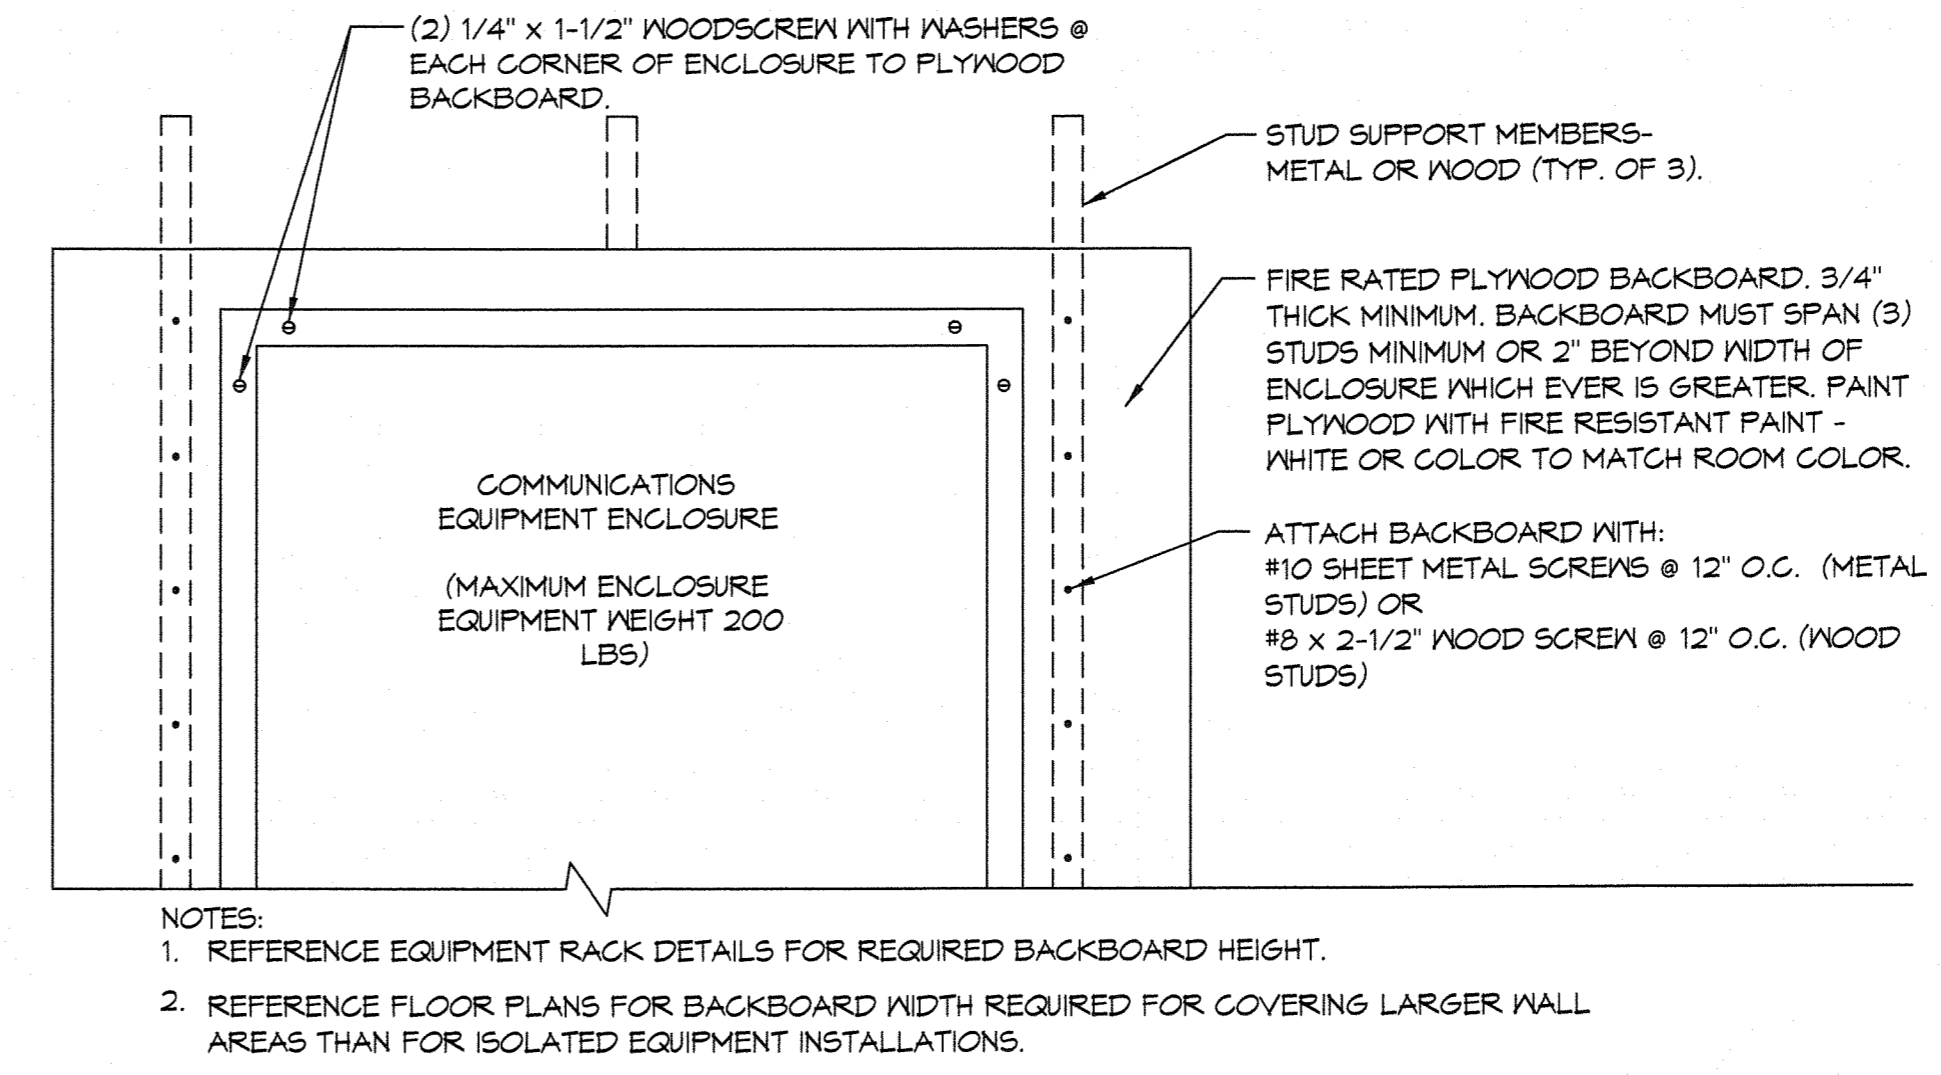 (2) 1/4" x 1-1/2" WOODSCREW WITH WASHERS @
EACH CORNER OF ENCLOSURE TO PLYWOOD
BACKBOARD.
STUD SUPPORT MEMBERS-
METAL OR WOOD (TYP. OF 3).
FIRE RATED PLYWOOD BACKBOARD. 3/4"
THICK MINIMUM. BACKBOARD MUST SPAN (3)
STUDS MINIMUM OR 2" BEYOND WIDTH OF
ENCLOSURE WHICH EVER IS GREATER. PAINT
PLYWOOD WITH FIRE RESISTANT PAINT -
WHITE OR COLOR TO MATCH ROOM COLOR.
COMMUNICATIONS
EQUIPMENT ENCLOSURE
(MAXIMUM ENCLOSURE
EQUIPMENT WEIGHT 200
LBS)
ATTACH BACKBOARD WITH:
#10 SHEET METAL SCREWS @ 12" O.C. (METAL
STUDS) OR
#8 x 2-1/2" WOOD SCREW @ 12" O.C. (WOOD
STUDS)
NOTES:
1. REFERENCE EQUIPMENT RACK DETAILS FOR REQUIRED BACKBOARD HEIGHT.
2. REFERENCE FLOOR PLANS FOR BACKBOARD WIDTH REQUIRED FOR COVERING LARGER WALL
AREAS THAN FOR ISOLATED EQUIPMENT INSTALLATIONS.